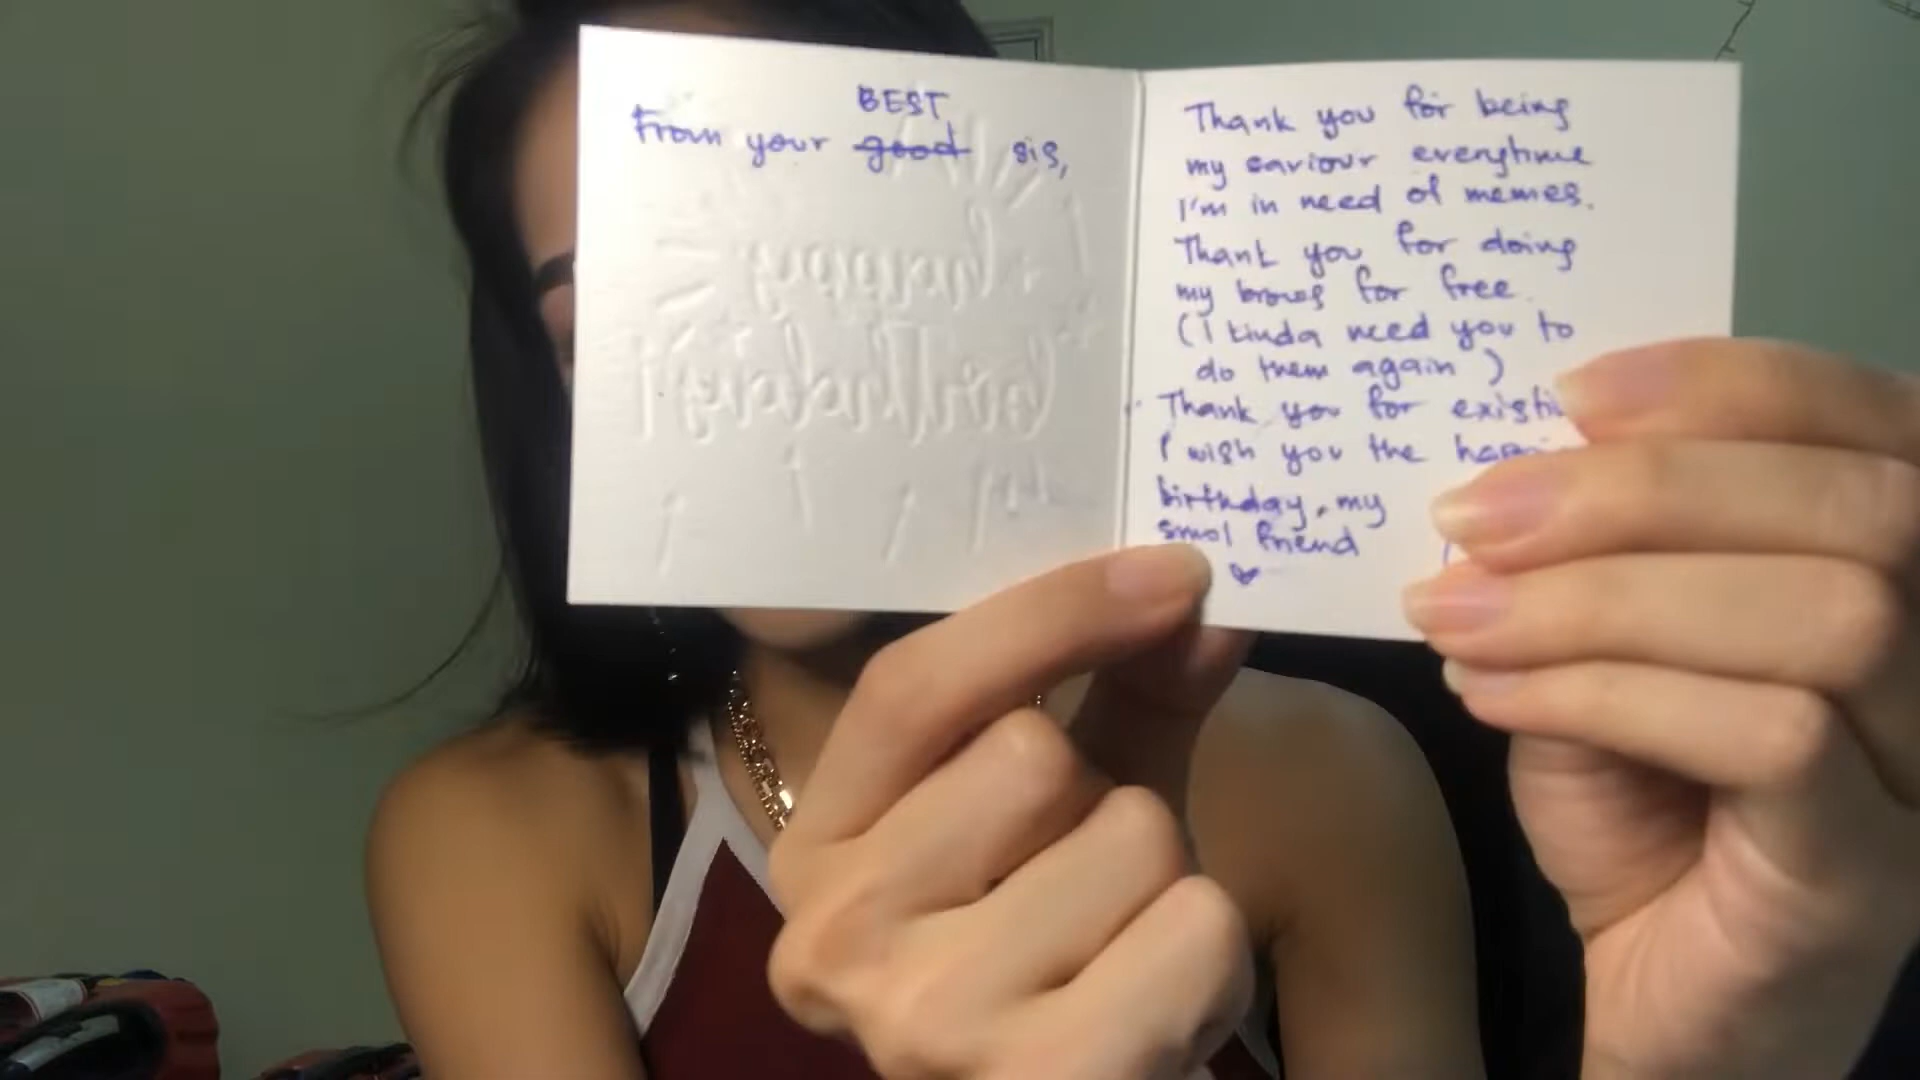 BEST
From your good sis,
happy
birthday!
Thank you for being
my saviour everytime
I'm in need of memes.
Thank you for doing
my brows for free.
(I kinda need you to
do them again)
Thank you for
I wish you the
birthday, my
smol friend